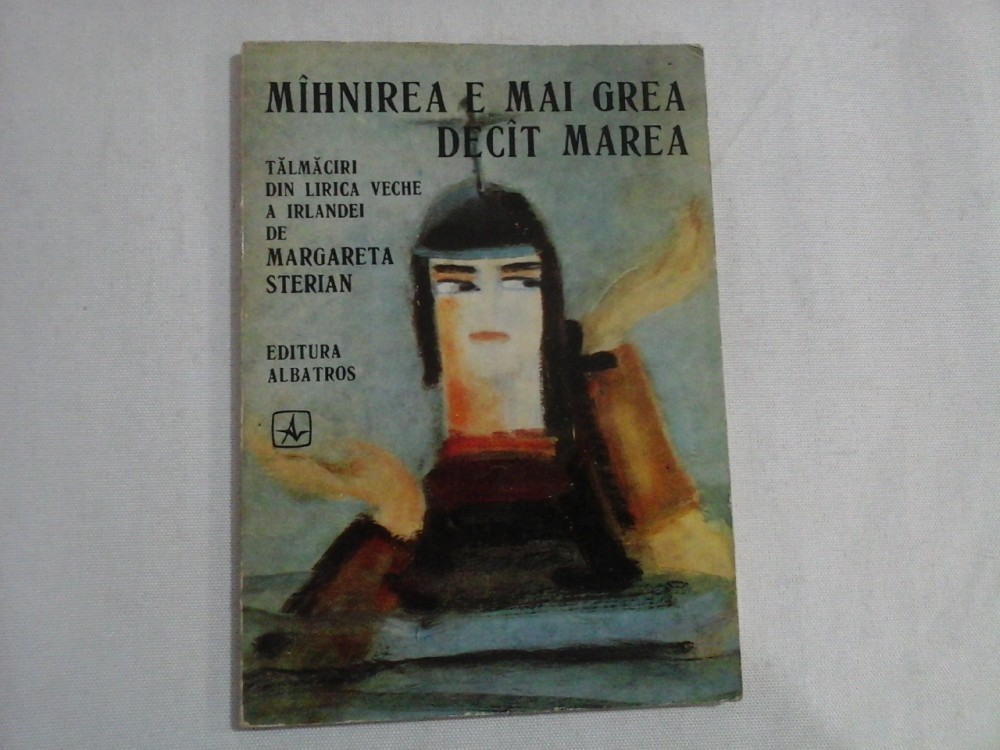 MÎHNIREA E MAI GREA
DECÎT MAREA
TĂLMĂCIRI
DIN LIRICA VECHE
A IRLANDEI
DE
MARGARETA
STERIAN
EDITURA
ALBATROS